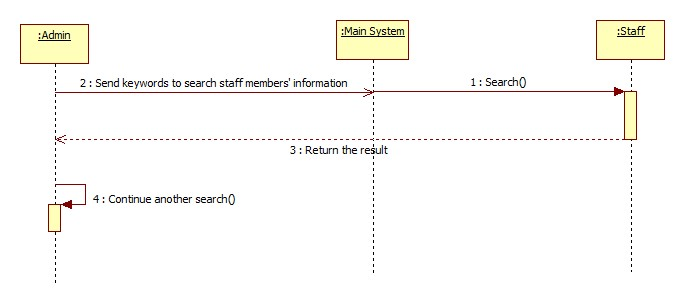 :Admin
:Main System
:Staff
2 : Send keywords to search staff members' information
1 : Search()
3 : Return the result
4 : Continue another search()